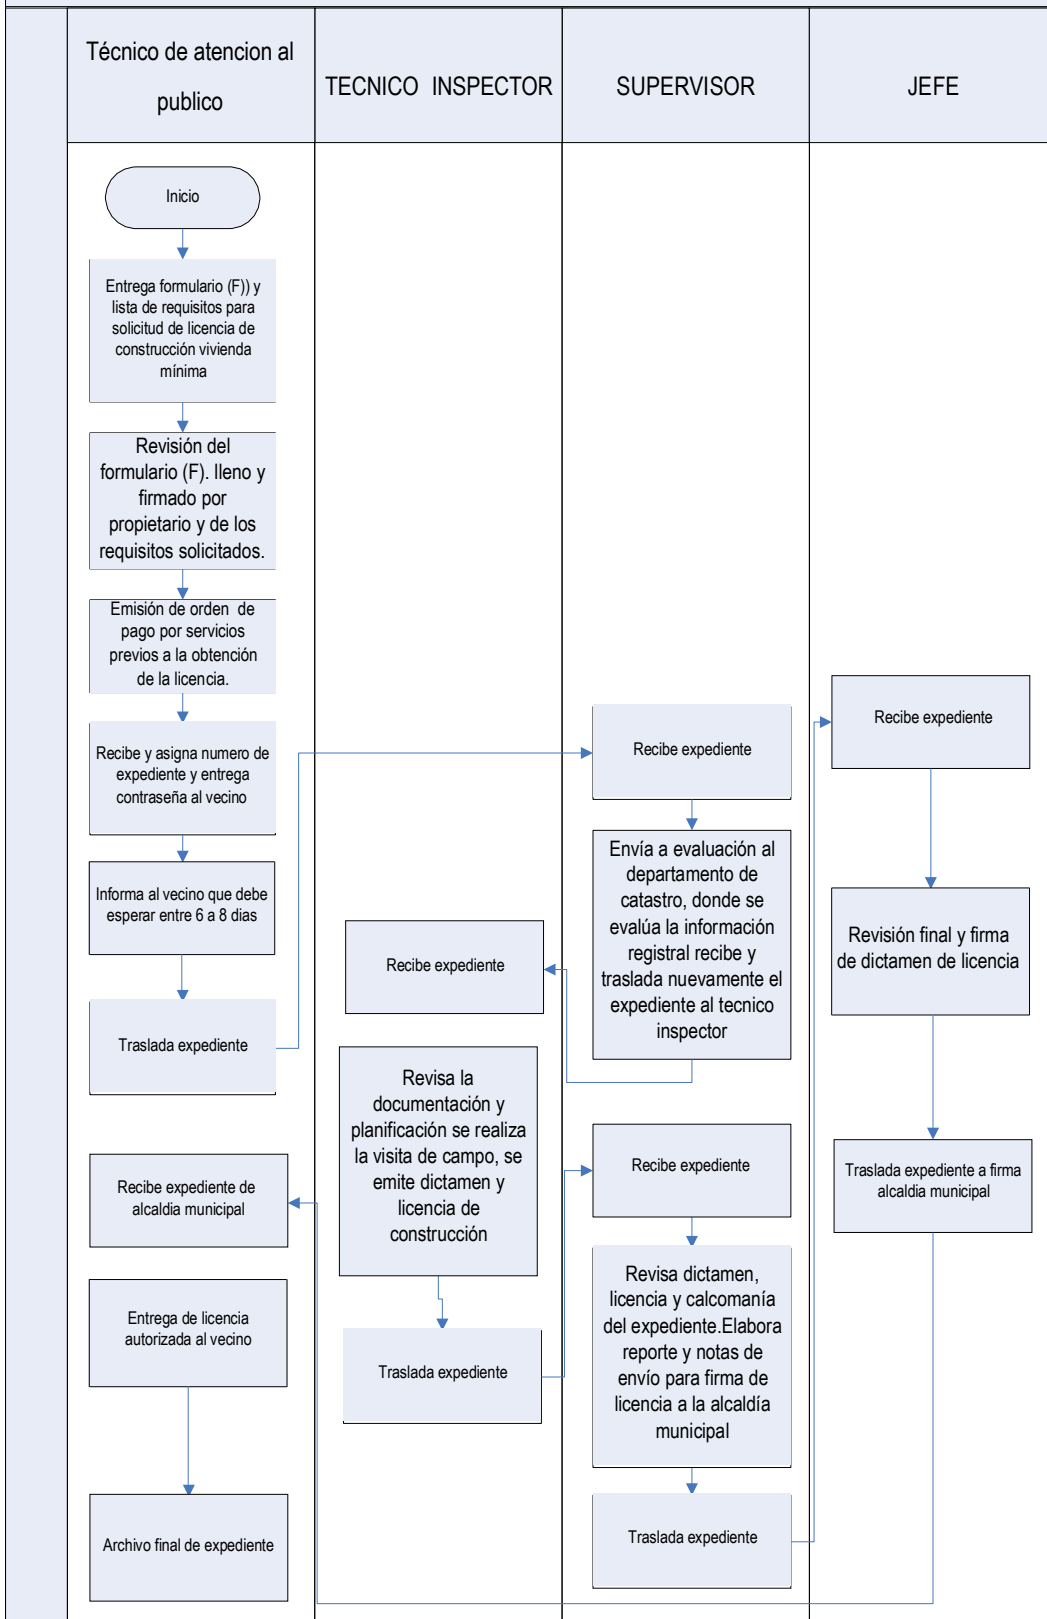 Técnico de atencion al
publico
TECNICO INSPECTOR
SUPERVISOR
JEFE
Inicio
Entrega formulario (F)) y
lista de requisitos para
solicitud de licencia de
construcción vivienda
mínima
Revisión del
formulario (F). lleno y
firmado por
propietario y de los
requisitos solicitados.
Emisión de orden de
pago por servicios
previos a la obtención
de la licencia.
Recibe y asigna numero de
expediente y entrega
contraseña al vecino
Informa al vecino que debe
esperar entre 6 a 8 dias
Traslada expediente
Recibe expediente de
alcaldia municipal
Entrega de licencia
autorizada al vecino
Archivo final de expediente
Recibe expediente
Revisa la
documentación y
planificación se realiza
la visita de campo, se
emite dictamen y
licencia de
construcción
Traslada expediente
Recibe expediente
Envía a evaluación al
departamento de
catastro, donde se
evalúa la información
registral recibe y
traslada nuevamente el
expediente al tecnico
inspector
Recibe expediente
Revisa dictamen,
licencia y calcomanía
del expediente.Elabora
reporte y notas de
envío para firma de
licencia a la alcaldía
municipal
Traslada expediente
Recibe expediente
Revisión final y firma
de dictamen de licencia
Traslada expediente a firma
alcaldia municipal